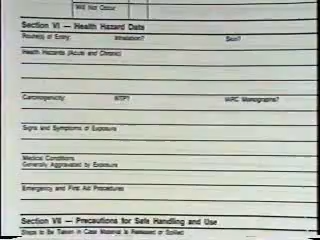 Will Not Occur
Section VI — Health Hazard Data
Route(s) of Entry: Inhalation? Skin?
Health Hazards (Acute and Chronic)
Carcinogenicity NTP? IARC Monographs?
Signs and Symptoms of Exposure
Medical Conditions
Generally Aggravated by Exposure
Emergency and First Aid Procedures
Section VII — Precautions for Safe Handling and Use
Steps to Be Taken in Case Material Is Released or Spilled